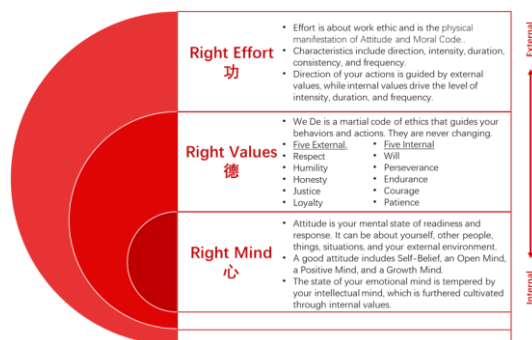 Right Effort
功
• Effort is about work ethic and is the physical
manifestation of Attitude and Moral Code..
• Characteristics include direction, intensity, duration,
consistency, and frequency.
• Direction of your actions is guided by external
values, while internal values drive the level of
intensity, duration, and frequency.
Right Values
德
• We De is a martial code of ethics that guides your
behaviors and actions. They are never changing.
• Five External • Five Internal
• Respect • Will
• Humility • Perseverance
• Honesty • Endurance
• Justice • Courage
• Loyalty • Patience
Right Mind
心
• Attitude is your mental state of readiness and
response. It can be about yourself, other people,
things, situations, and your external environment.
• A good attitude includes Self-Belief, an Open Mind,
a Positive Mind, and a Growth Mind.
• The state of your emotional mind is tempered by
your intellectual mind, which is furthered cultivated
through internal values.
External
Internal